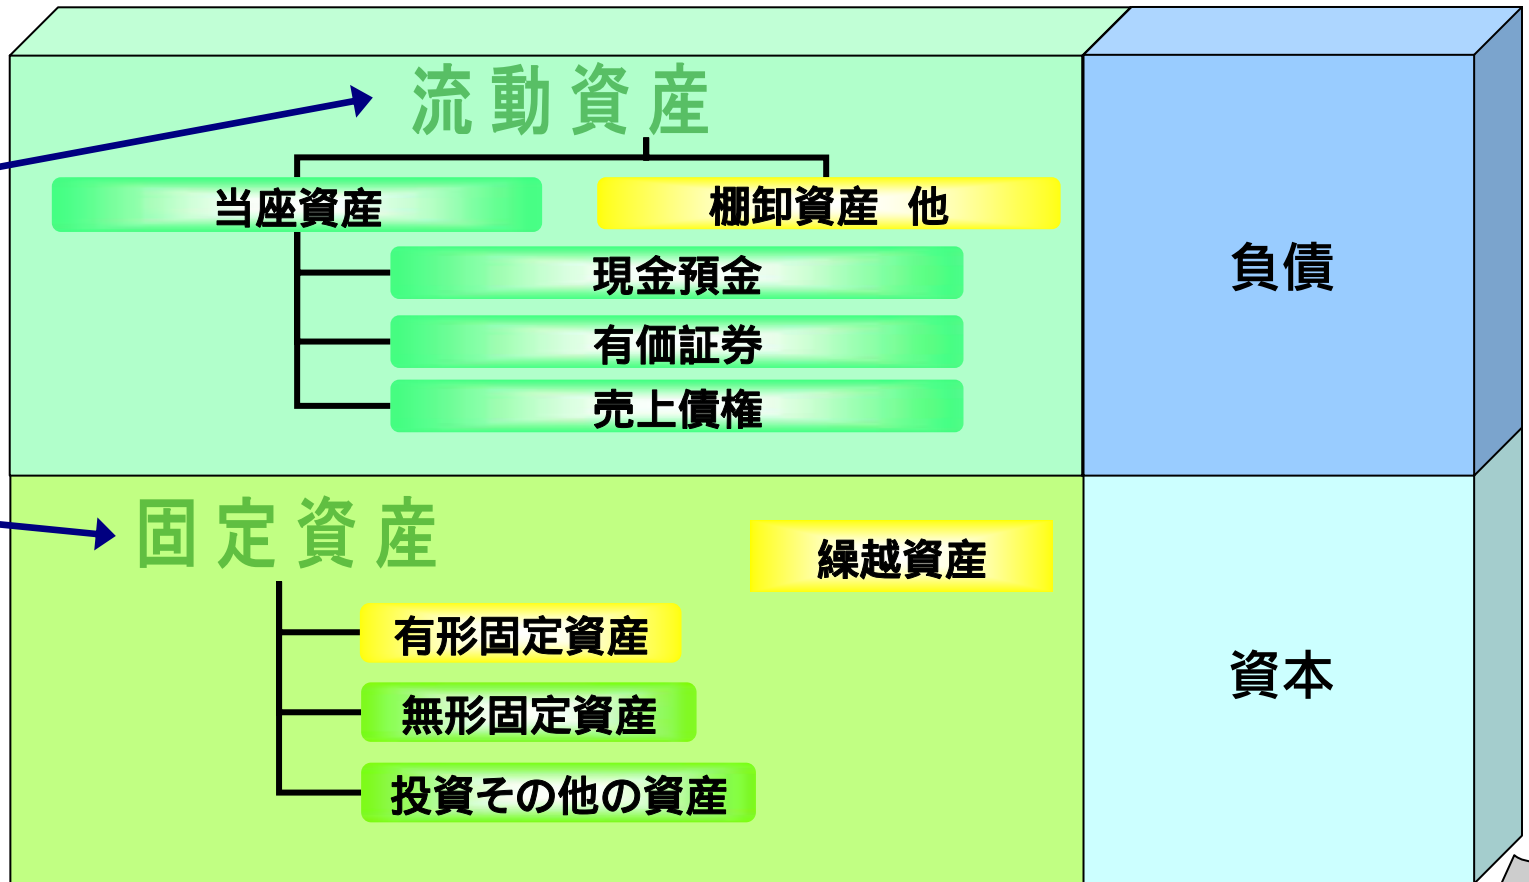 流動資産
当座資産
棚卸資産 他
現金預金
有価証券
売上債権
負債
固定資産
繰越資産
有形固定資産
無形固定資産
投資その他の資産
資本